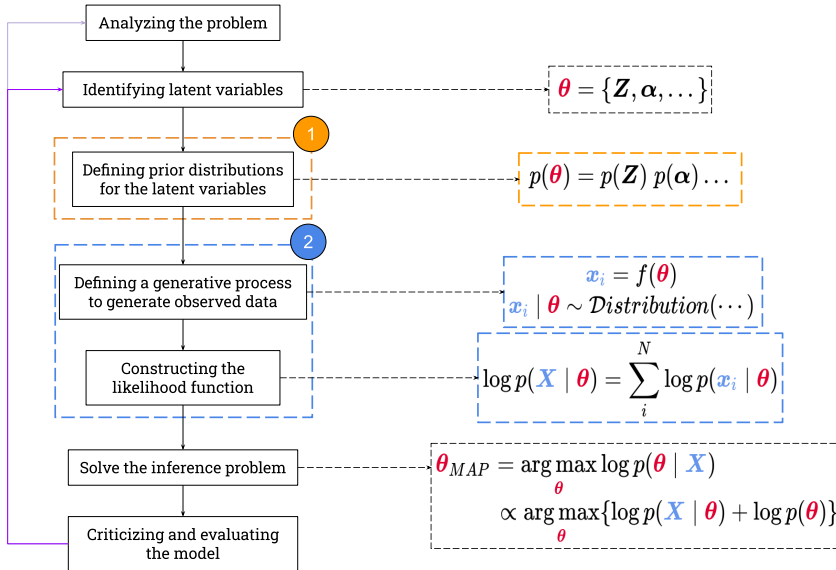 Analyzing the problem
Identifying latent variables
θ = {Z, α, …}
1
Defining prior distributions
for the latent variables
p(θ) = p(Z) p(α) …
2
Defining a generative process
to generate observed data
x_i = f(θ)
x_i | θ ∼ Distribution(⋯)
Constructing the
likelihood function
log p(X | θ) = ∑_i^N log p(x_i | θ)
Solve the inference problem
θ_MAP = arg max_θ log p(θ | X)
∝ arg max_θ {log p(X | θ) + log p(θ)}
Criticizing and evaluating
the model